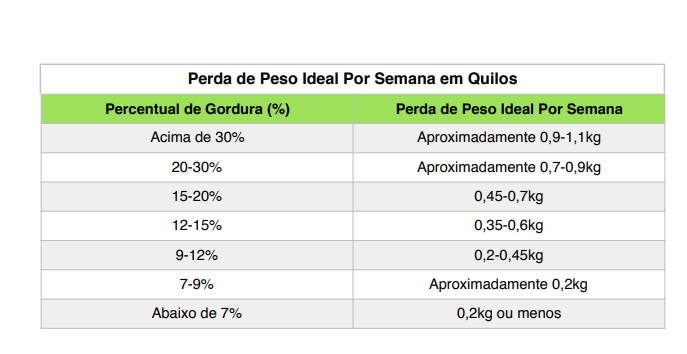 Perda de Peso Ideal Por Semana em Quilos
Percentual de Gordura (%) Perda de Peso Ideal Por Semana
Acima de 30% Aproximadamente 0,9-1,1kg
20-30% Aproximadamente 0,7-0,9kg
15-20% 0,45-0,7kg
12-15% 0,35-0,6kg
9-12% 0,2-0,45kg
7-9% Aproximadamente 0,2kg
Abaixo de 7% 0,2kg ou menos